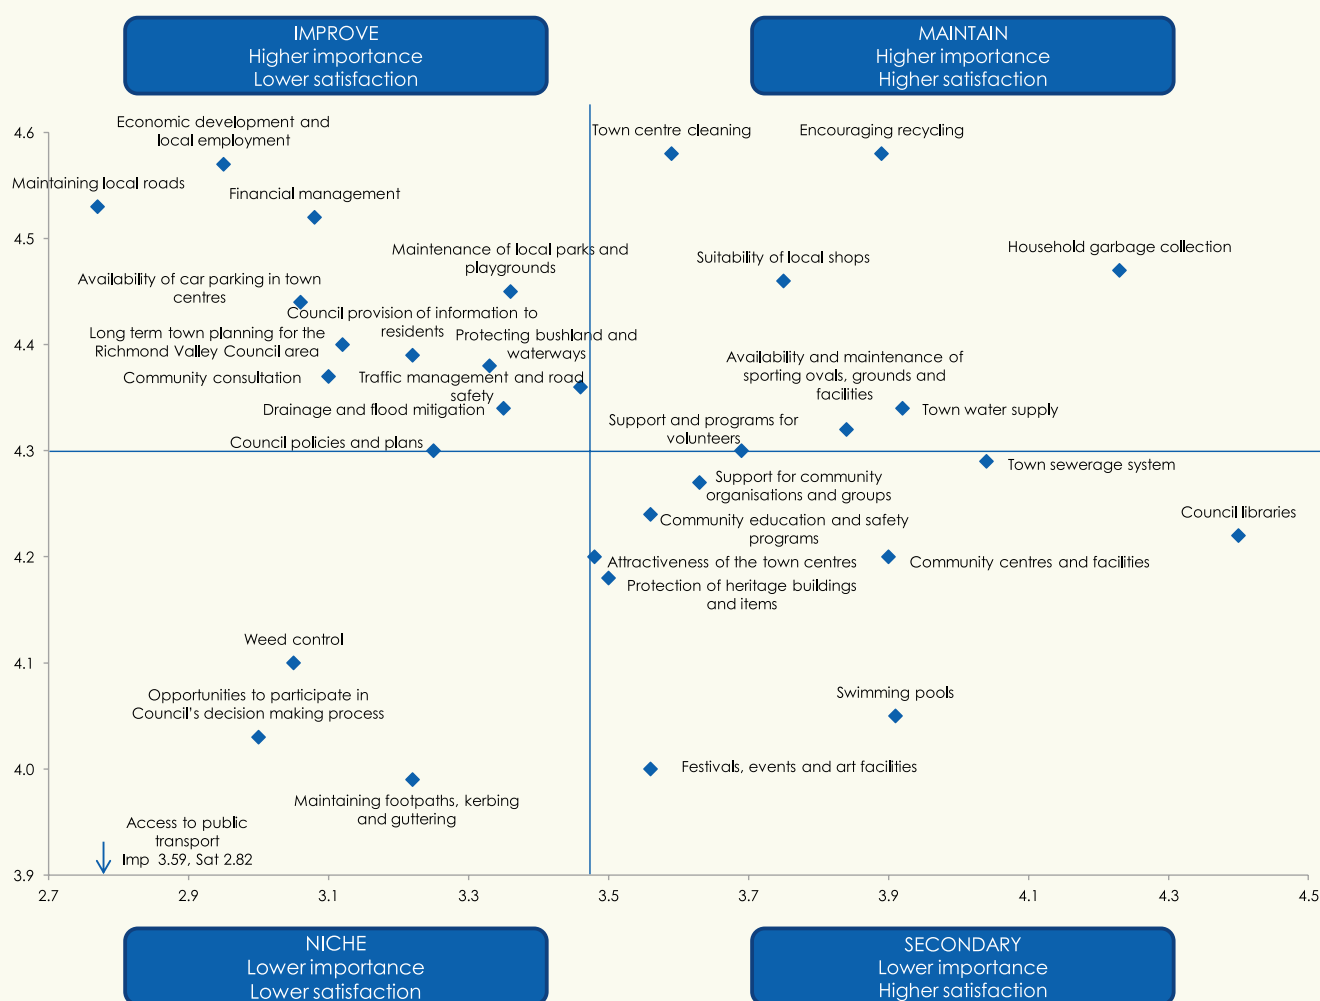 IMPROVE
Higher importance
Lower satisfaction
MAINTAIN
Higher importance
Higher satisfaction
Economic development and
local employment
4.6
Town centre cleaning
Encouraging recycling
Maintaining local roads
Financial management
4.5
Maintenance of local parks and
playgrounds
Suitability of local shops
Household garbage collection
Availability of car parking in town
centres
Council provision of information to
residents
Long term town planning for the
Richmond Valley Council area
Protecting bushland and
waterways
4.4
Availability and maintenance of
sporting ovals, grounds and
facilities
Community consultation
Traffic management and road
safety
Drainage and flood mitigation
Town water supply
Support and programs for
volunteers
Council policies and plans
4.3
Town sewerage system
Support for community
organisations and groups
Council libraries
Community education and safety
programs
4.2
Attractiveness of the town centres
Community centres and facilities
Protection of heritage buildings
and items
Weed control
4.1
Opportunities to participate in
Council's decision making process
Swimming pools
4.0
Festivals, events and art facilities
Maintaining footpaths, kerbing
and guttering
Access to public
transport
Imp 3.59, Sat 2.82
3.9
2.7 2.9 3.1 3.3 3.5 3.7 3.9 4.1 4.3 4.5
NICHE
Lower importance
Lower satisfaction
SECONDARY
Lower importance
Higher satisfaction